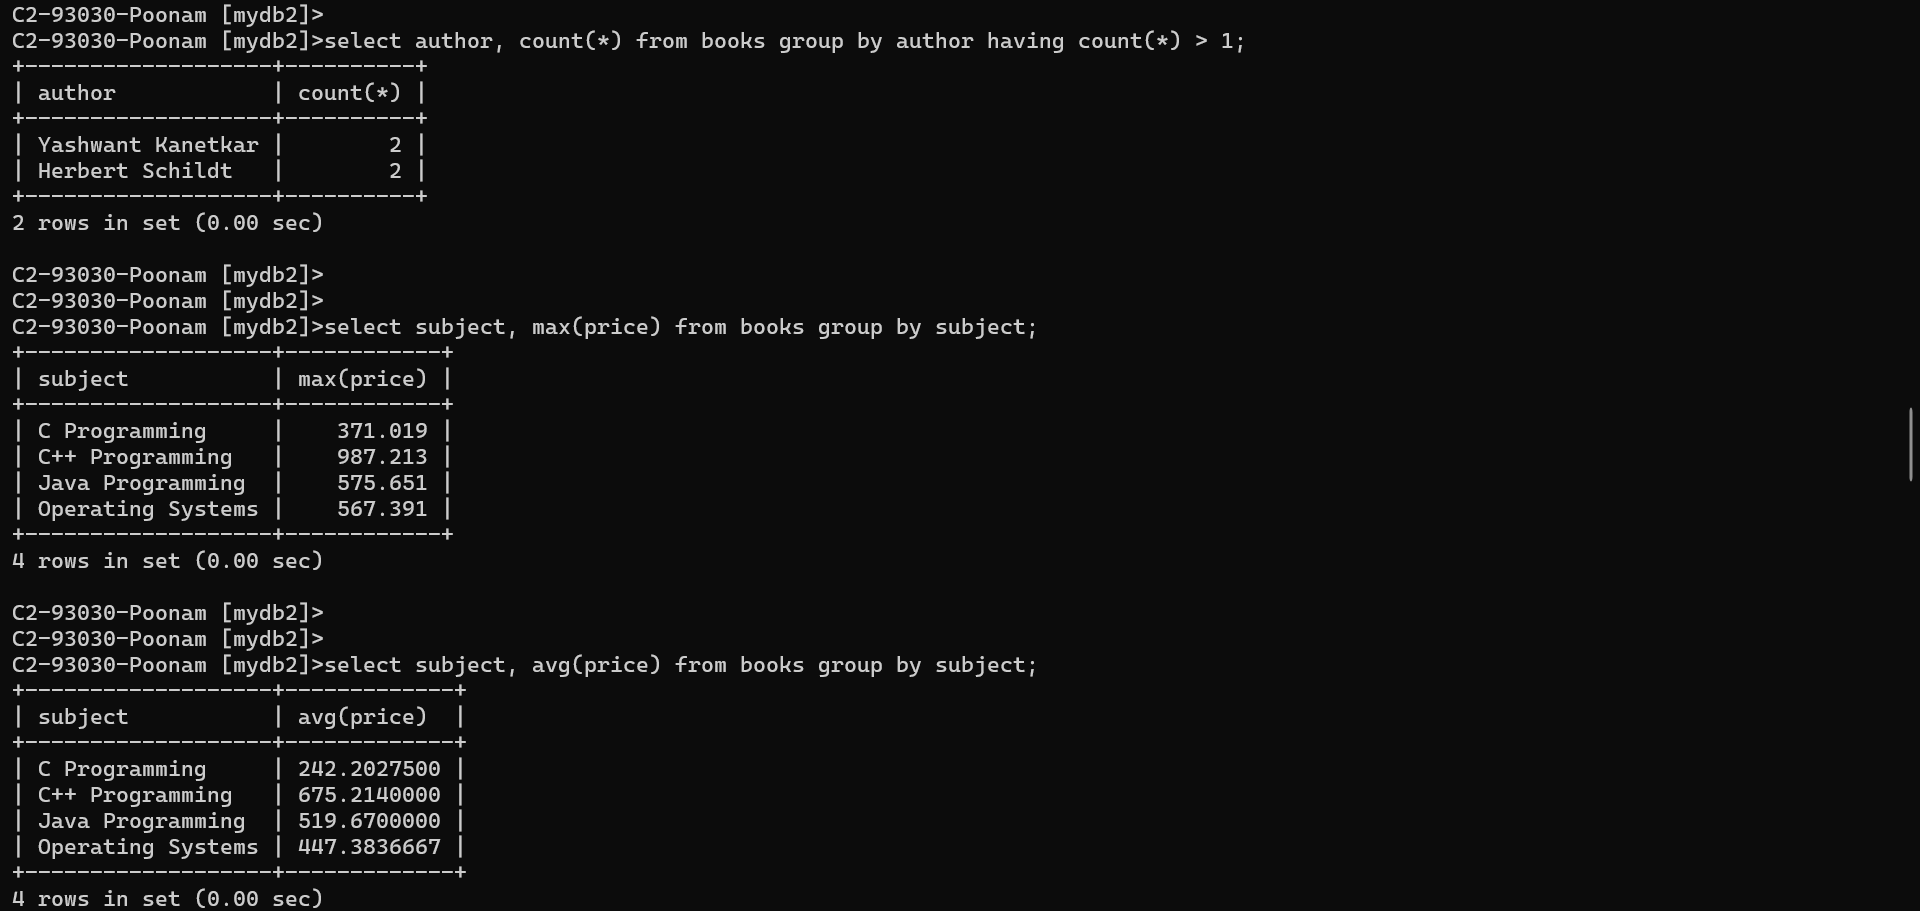 C2-93030-Poonam [mydb2]>
C2-93030-Poonam [mydb2]>select author, count(*) from books group by author having count(*) > 1;
+-------------------+----------+
| author            | count(*) |
+-------------------+----------+
| Yashwant Kanetkar |        2 |
| Herbert Schildt   |        2 |
+-------------------+----------+
2 rows in set (0.00 sec)

C2-93030-Poonam [mydb2]>
C2-93030-Poonam [mydb2]>
C2-93030-Poonam [mydb2]>select subject, max(price) from books group by subject;
+-------------------+------------+
| subject           | max(price) |
+-------------------+------------+
| C Programming     |    371.019 |
| C++ Programming   |    987.213 |
| Java Programming  |    575.651 |
| Operating Systems |    567.391 |
+-------------------+------------+
4 rows in set (0.00 sec)

C2-93030-Poonam [mydb2]>
C2-93030-Poonam [mydb2]>
C2-93030-Poonam [mydb2]>select subject, avg(price) from books group by subject;
+-------------------+-------------+
| subject           | avg(price)  |
+-------------------+-------------+
| C Programming     | 242.2027500 |
| C++ Programming   | 675.2140000 |
| Java Programming  | 519.6700000 |
| Operating Systems | 447.3836667 |
+-------------------+-------------+
4 rows in set (0.00 sec)